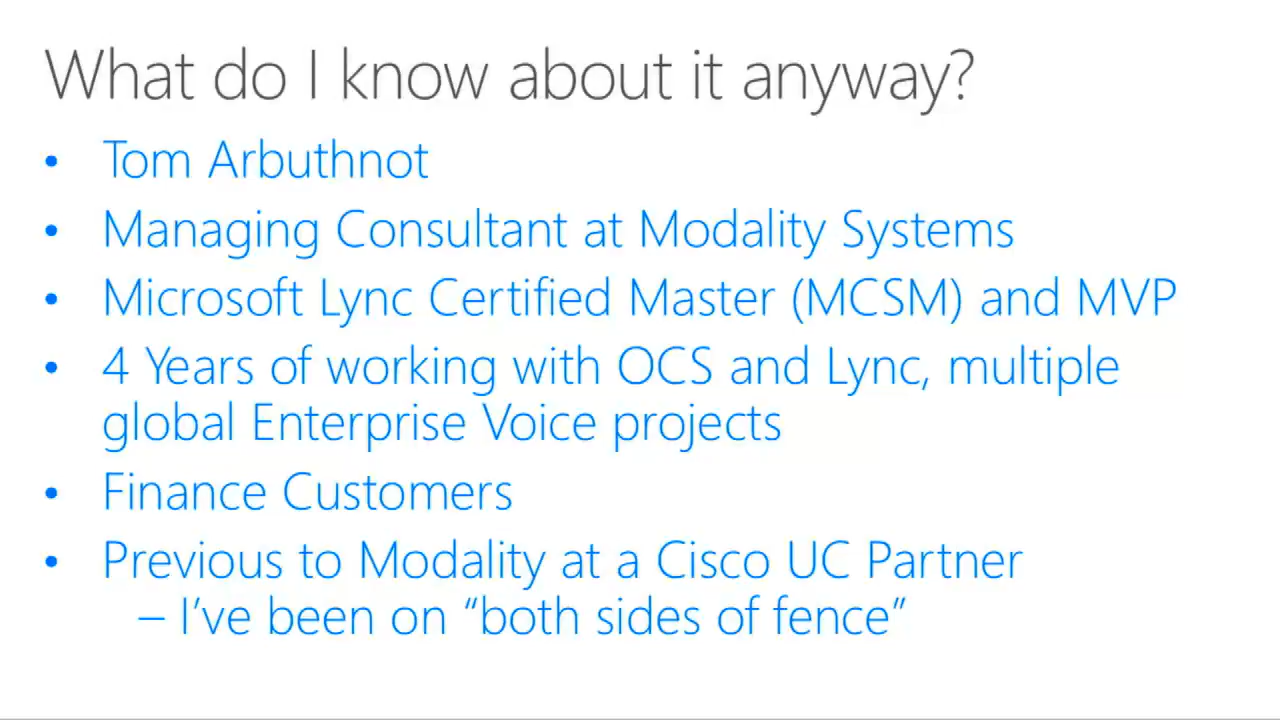 What do I know about it anyway?
• Tom Arbuthnot
• Managing Consultant at Modality Systems
• Microsoft Lync Certified Master (MCSM) and MVP
• 4 Years of working with OCS and Lync, multiple
global Enterprise Voice projects
• Finance Customers
• Previous to Modality at a Cisco UC Partner
– I’ve been on “both sides of fence”